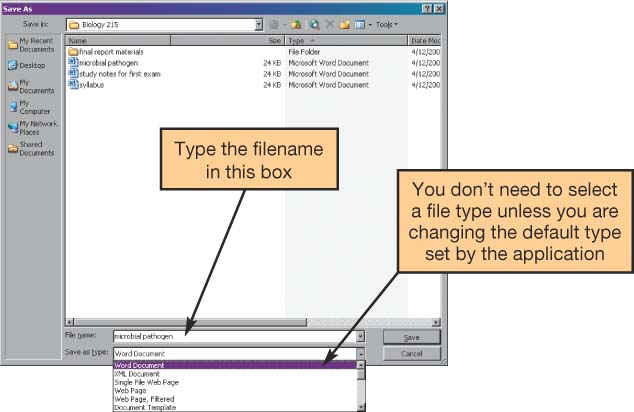 Save As
Save in:
Biology 215
Tools
My Recent
Documents
Desktop
My
Documents
My
Computer
My Network
Places
Shared
Documents
Name Size Type Date Mod
final report materials File Folder 4/12/200
microbial pathogen 24 KB Microsoft Word Document 4/12/200
study notes for first exam 24 KB Microsoft Word Document 4/12/200
syllabus 24 KB Microsoft Word Document 4/12/200
Type the filename
in this box
You don't need to select
a file type unless you are
changing the default type
set by the application
File name: microbial pathogen Save
Save as type: Word Document Cancel
Word Document
XML Document
Single File Web Page
Web Page
Web Page, Filtered
Document Template